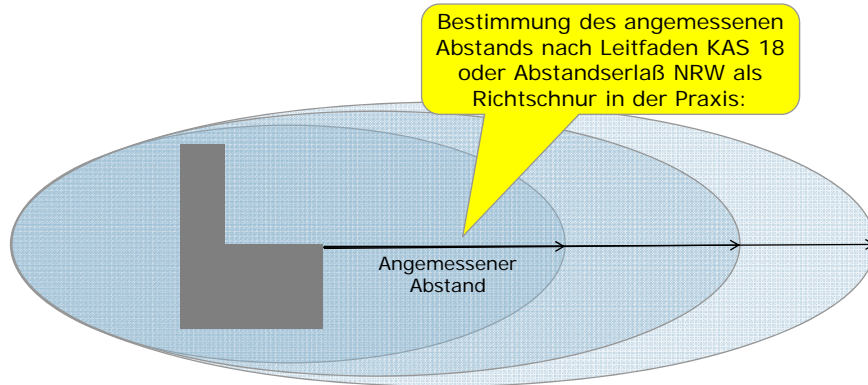 Bestimmung des angemessenen
Abstands nach Leitfaden KAS 18
oder Abstandserlaß NRW als
Richtschnur in der Praxis:
Angemessener
Abstand